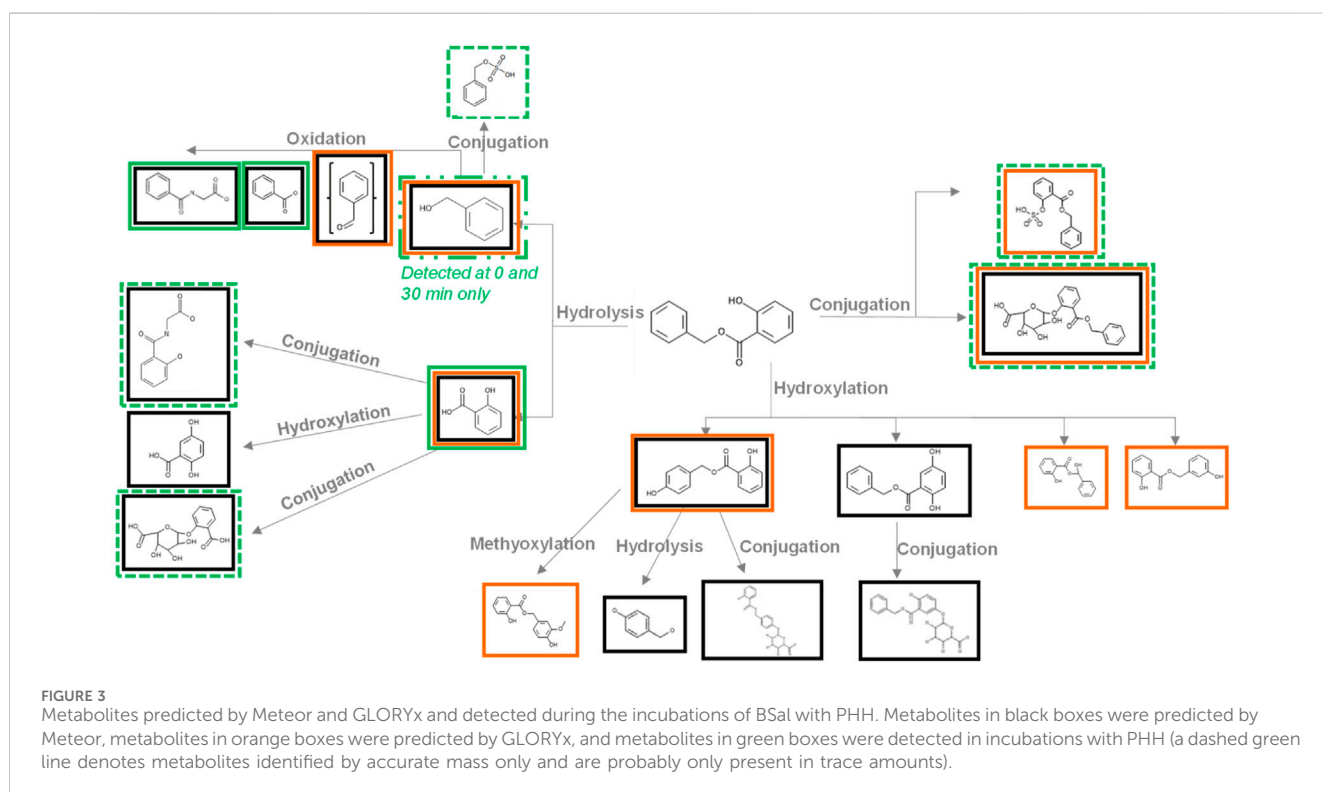 Oxidation
Conjugation
Detected at 0 and
30 min only
Hydrolysis
Conjugation
Conjugation
Hydroxylation
Hydroxylation
Conjugation
Methyoxylation
Hydrolysis
Conjugation
Conjugation
FIGURE 3
Metabolites predicted by Meteor and GLORYx and detected during the incubations of BSal with PHH. Metabolites in black boxes were predicted by
Meteor, metabolites in orange boxes were predicted by GLORYx, and metabolites in green boxes were detected in incubations with PHH (a dashed green
line denotes metabolites identified by accurate mass only and are probably only present in trace amounts).